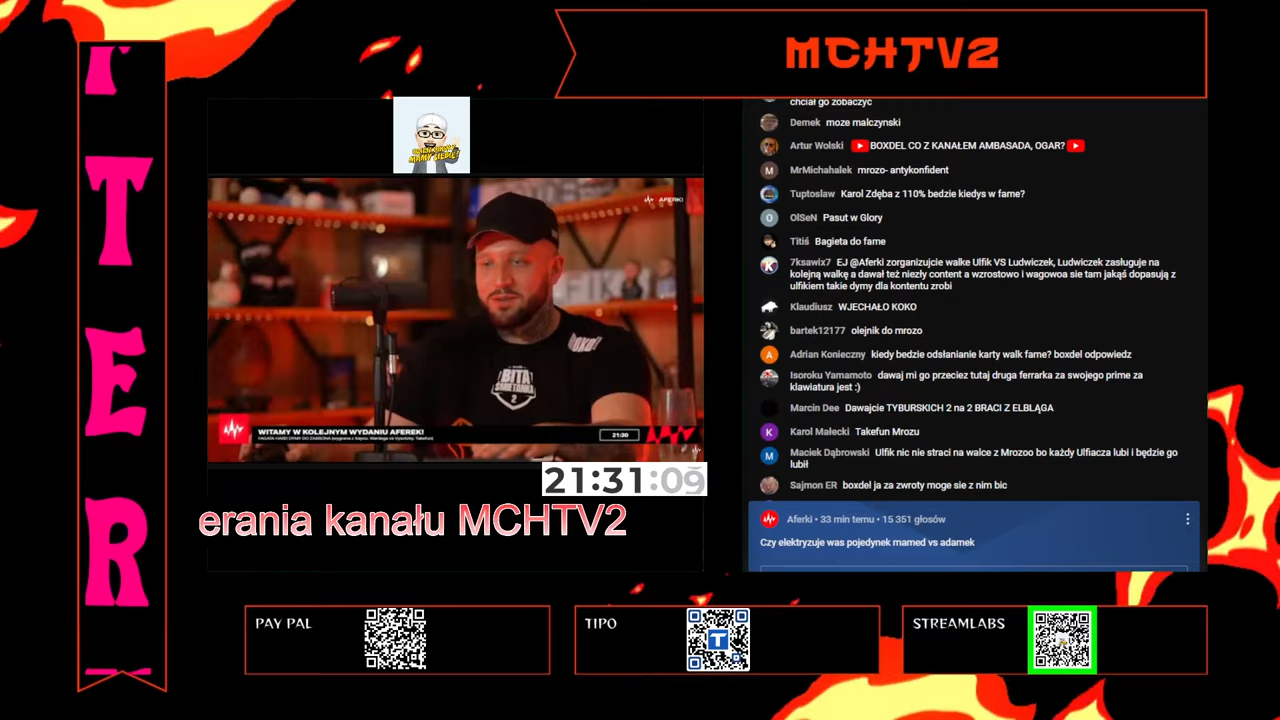 MCHTV2
T
T
E
R
chciał go zobaczyć
Demek moze malczynski
Artur Wolski BOXDEL CO Z KANAŁEM AMBASADA, OGAR?
M MrMichahalek mrozo- antykonfident
Tuptoslaw Karol Zdęba z 110% bedzie kiedys w fame?
O OlSeN Pasut w Glory
Titiś Bagieta do fame
7ksawix7 EJ @Aferki zorganizujcie walke Ulfik VS Ludwiczek, Ludwiczek zasługuje na
kolejną walkę a dawał też niezły content a wzrostowo i wagowoa sie tam jakąś dopasują z
ulfikiem takie dymy dla kontentu zrobi
Klaudiusz WJECHAŁO KOKO
bartek12177 olejnik do mrozo
A Adrian Konieczny kiedy bedzie odsłanianie karty walk fame? boxdel odpowiedz
Isoroku Yamamoto dawaj mi go przeciez tutaj druga ferrarka za swojego prime za
klawiatura jest :)
Marcin Dee Dawajcie TYBURSKICH 2 na 2 BRACI Z ELBLĄGA
K Karol Małecki Takefun Mrozu
M Maciek Dąbrowski Ulfik nic nie straci na walce z Mrozoo bo każdy Ulfiacza lubi i będzie go
lubił
Sajmon ER boxdel ja za zwroty moge sie z nim bic
Aferki • 33 min temu • 15 351 głosów
Czy elektryzuje was pojedynek mamed vs adamek
MAMY CIEBIE!
AFERKI
BITA
ŚMIETANKA
2
WITAMY W KOLEJNYM WYDANIU AFEREK!
21:30
21:31:09
erania kanału MCHTV2
PAY PAL
TIPO
T
STREAMLABS